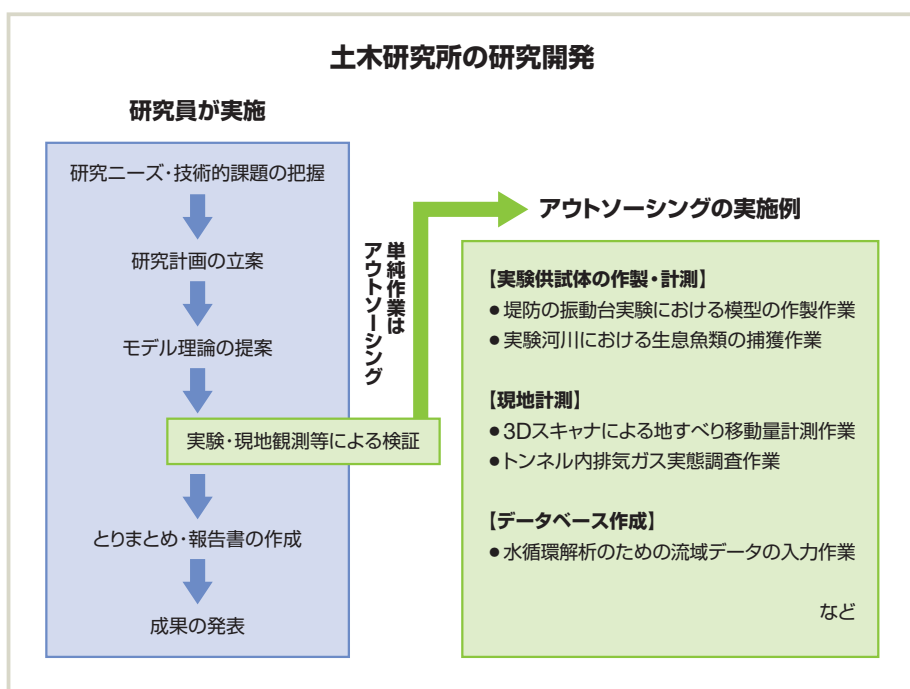 土木研究所の研究開発
研究員が実施
研究ニーズ・技術的課題の把握
研究計画の立案
モデル理論の提案
実験・現地観測等による検証
とりまとめ・報告書の作成
成果の発表
単純作業は
アウトソーシング
アウトソーシングの実施例
【実験供試体の作製・計測】
●堤防の振動台実験における模型の作製作業
●実験河川における生息魚類の捕獲作業
【現地計測】
●3Dスキャナによる地すべり移動量計測作業
●トンネル内排気ガス実態調査作業
【データベース作成】
●水循環解析のための流域データの入力作業
など